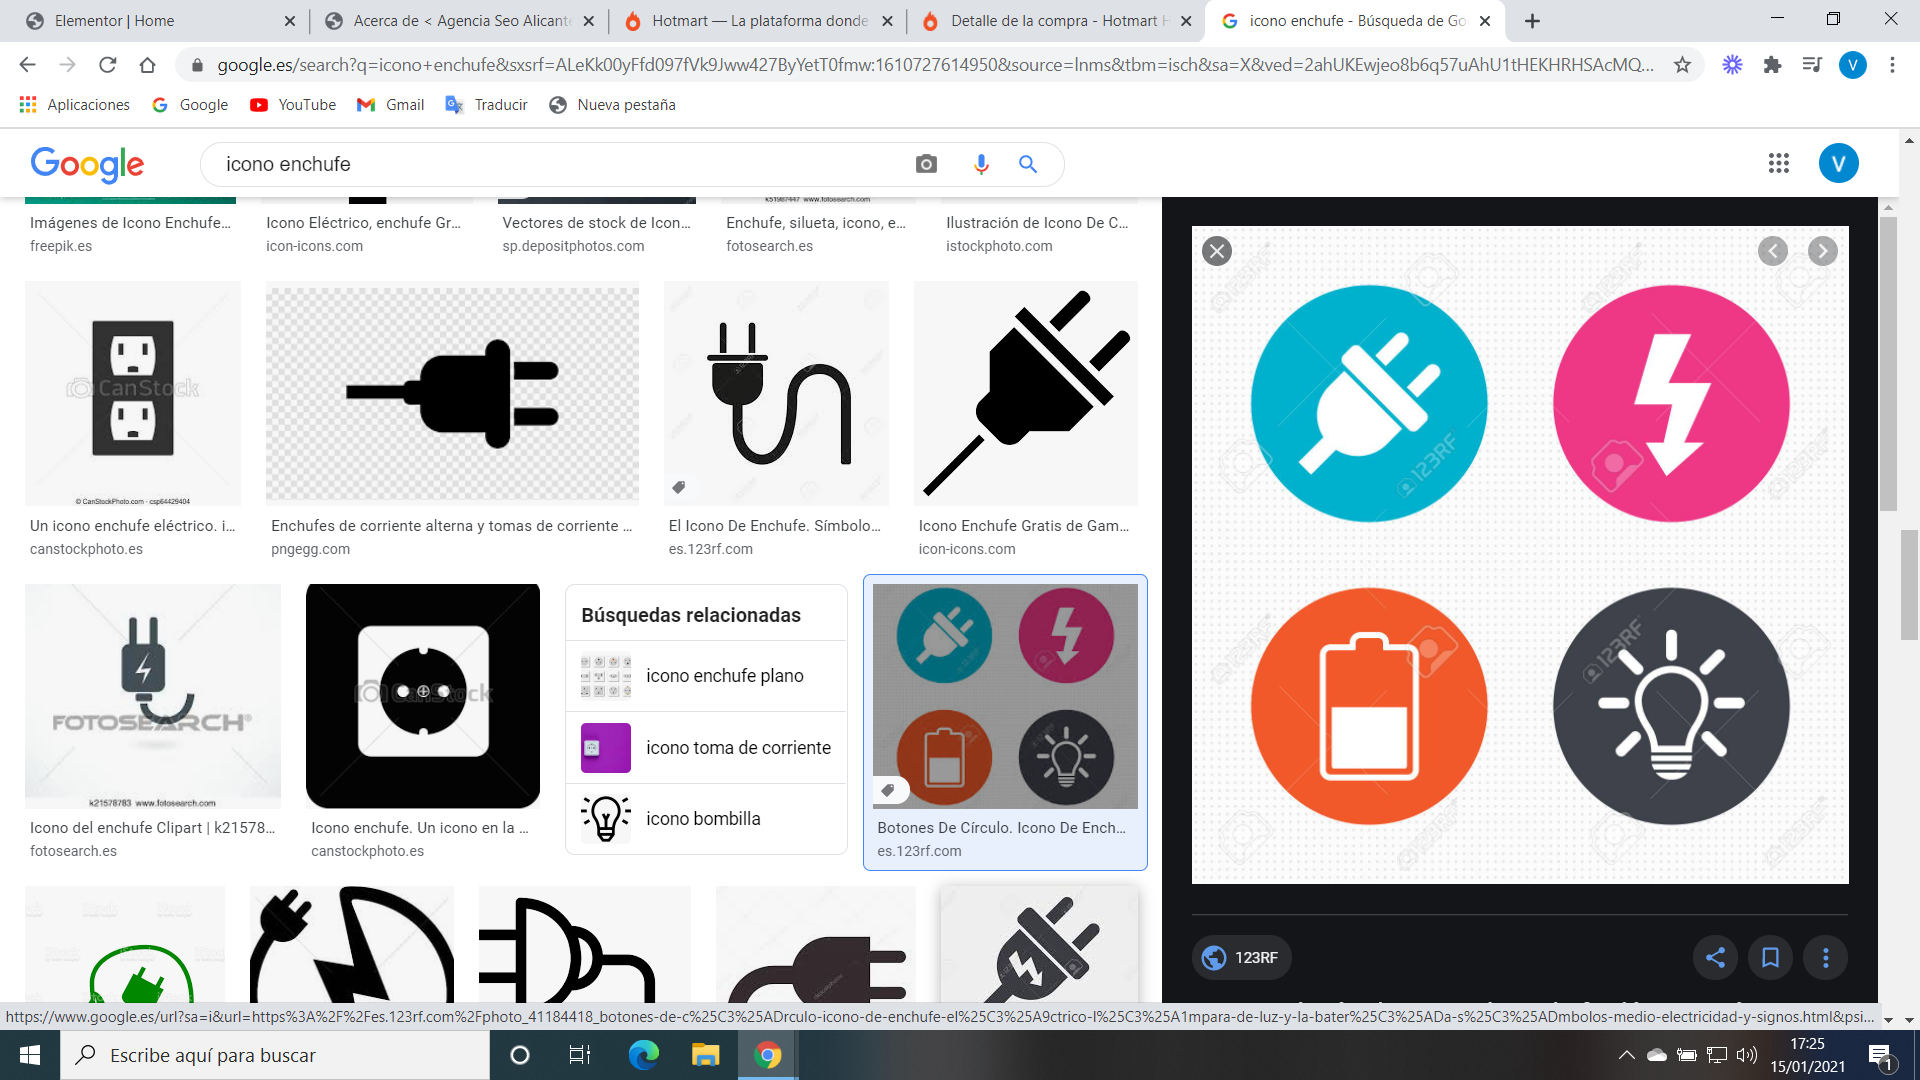 Elementor | Home
Acerca de < Agencia Seo Alicant
Hotmart — La plataforma donde
Detalle de la compra - Hotmart H
icono enchufe - Búsqueda de Go
google.es/search?q=icono+enchufe&sxsrf=ALeKk00yFfd097fVk9Jww427ByYetT0fmw:1610727614950&source=lnms&tbm=isch&sa=X&ved=2ahUKEwjeo8b6q57uAhU1tHEKHRHSAcMQ...
V
Aplicaciones
Google
YouTube
Gmail
Traducir
Nueva pestaña
Google
icono enchufe
V
k51987447 www.fotosearch.com
Imágenes de Icono Enchufe...
Icono Eléctrico, enchufe Gr...
Vectores de stock de Icon...
Enchufe, silueta, icono, e...
Ilustración de Icono De C...
freepik.es
icon-icons.com
sp.depositphotos.com
fotosearch.es
istockphoto.com
CanStock
© CanStockPhoto.com - csp64429404
Un icono enchufe eléctrico. i...
Enchufes de corriente alterna y tomas de corriente ...
El Icono De Enchufe. Símbolo...
Icono Enchufe Gratis de Gam...
canstockphoto.es
pngegg.com
es.123rf.com
icon-icons.com
FOTOSEARCH
k21578783 www.fotosearch.com
CanStock
Búsquedas relacionadas
icono enchufe plano
icono toma de corriente
icono bombilla
Icono del enchufe Clipart | k21578...
Icono enchufe. Un icono en la ...
Botones De Círculo. Icono De Ench...
fotosearch.es
canstockphoto.es
es.123rf.com
123RF
123RF
123RF
https://www.google.es/url?sa=i&url=https%3A%2F%2Fes.123rf.com%2Fphoto_41184418_botones-de-c%25C3%25ADrculo-icono-de-enchufe-el%25C3%25A9ctrico-l%25C3%25A1mpara-de-luz-y-la-bater%25C3%25ADa-s%25C3%25ADmbolos-medio-electricidad-y-signos.html&psi...
Escribe aquí para buscar
17:25
15/01/2021
1